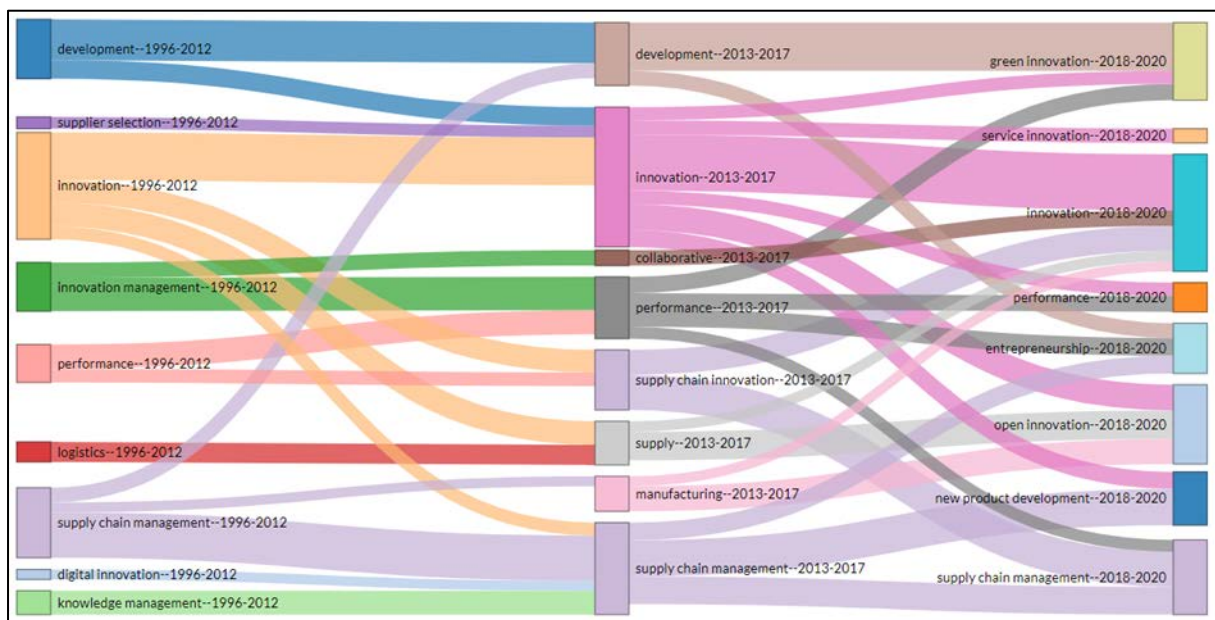 development--1996-2012
supplier selection--1996-2012
innovation--1996-2012
innovation management--1996-2012
performance--1996-2012
logistics--1996-2012
supply chain management--1996-2012
digital innovation--1996-2012
knowledge management--1996-2012
development--2013-2017
innovation--2013-2017
collaborative--2013-2017
performance--2013-2017
supply chain innovation--2013-2017
supply--2013-2017
manufacturing--2013-2017
supply chain management--2013-2017
green innovation--2018-2020
service innovation--2018-2020
innovation--2018-2020
performance--2018-2020
entrepreneurship--2018-2020
open innovation--2018-2020
new product development--2018-2020
supply chain management--2018-2020